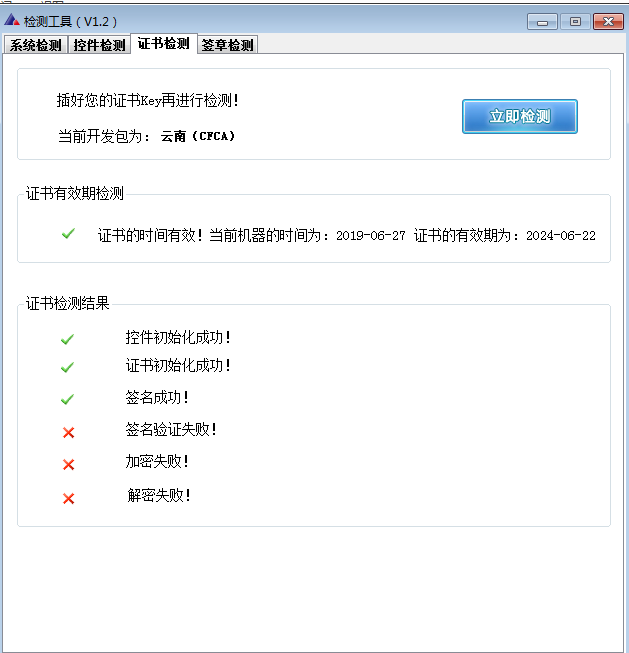 检测工具（V1.2）
系统检测 控件检测 证书检测 签章检测
插好您的证书Key再进行检测！
立即检测
当前开发包为： 云南（CFCA）
证书有效期检测
证书的时间有效！当前机器的时间为：2019-06-27 证书的有效期为：2024-06-22
证书检测结果
控件初始化成功！
证书初始化成功！
签名成功！
签名验证失败！
加密失败！
解密失败！